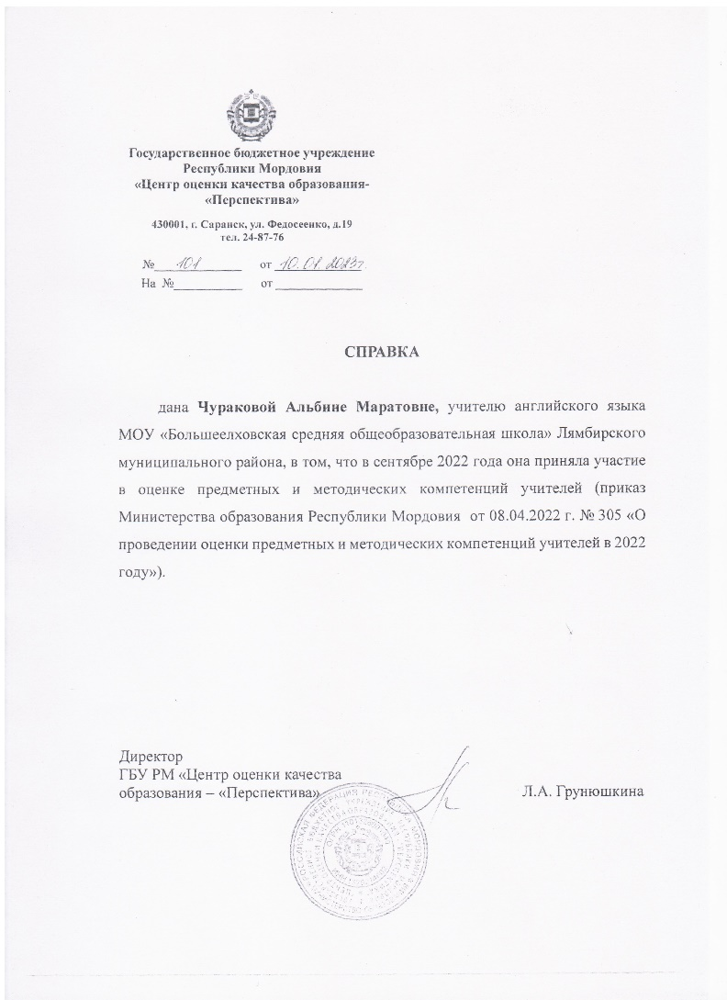 Государственное бюджетное учреждение
Республики Мордовия
«Центр оценки качества образования-
«Перспектива»
430001, г. Саранск, ул. Федосеенко, д.19
тел. 24-87-76
№ 101 от 10.01.2023г.
На № от
СПРАВКА
дана Чураковой Альбине Маратовне, учителю английского языка
МОУ «Большеелховская средняя общеобразовательная школа» Лямбирского
муниципального района, в том, что в сентябре 2022 года она приняла участие
в оценке предметных и методических компетенций учителей (приказ
Министерства образования Республики Мордовия от 08.04.2022 г. № 305 «О
проведении оценки предметных и методических компетенций учителей в 2022
году»).
Директор
ГБУ РМ «Центр оценки качества
образования – «Перспектива»
Л.А. Грунюшкина
РОССИЙСКАЯ ФЕДЕРАЦИЯ